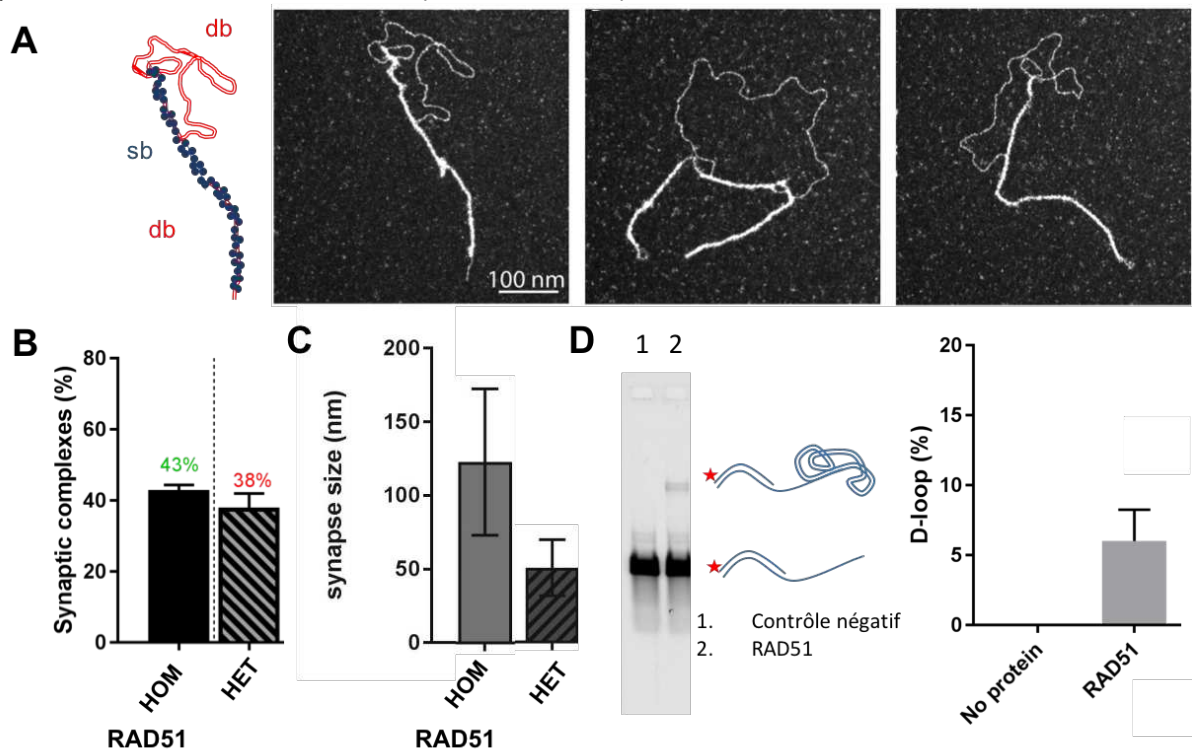 A
db
sb
db
100 nm
B
Synaptic complexes (%)
80
60
40
20
0
43%
38%
HOM
HET
RAD51
C
synapse size (nm)
200
150
100
50
0
HOM
HET
RAD51
D
1 2
1. Contrôle négatif
2. RAD51
D-loop (%)
20
15
10
5
0
No protein
RAD51